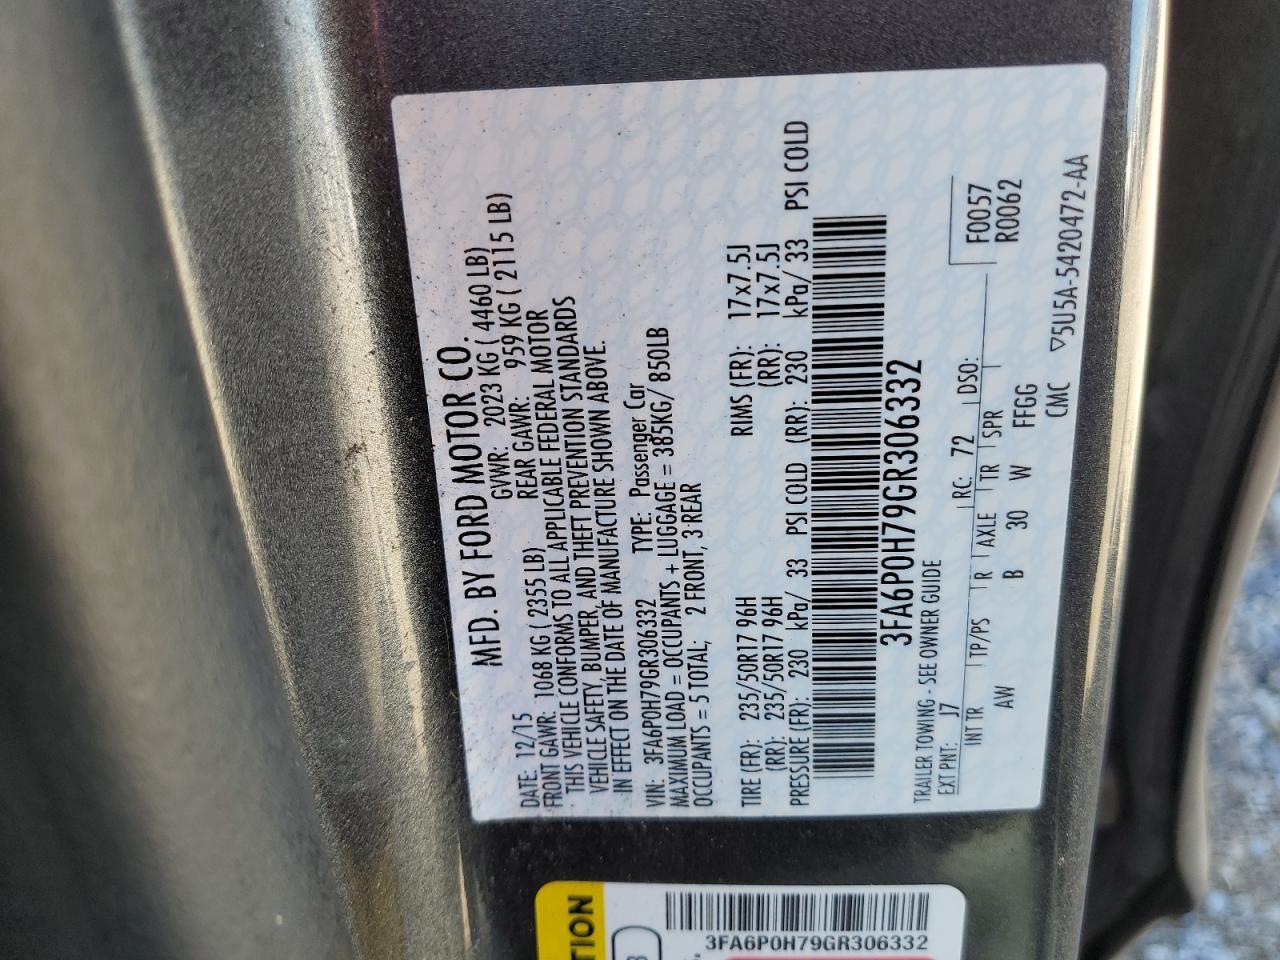 MFD. BY FORD MOTOR CO.
DATE: 12/15 GVWR: 2023 KG ( 4460 LB)
FRONT GAWR: 1068 KG ( 2355 LB) REAR GAWR: 959 KG ( 2115 LB)
THIS VEHICLE CONFORMS TO ALL APPLICABLE FEDERAL MOTOR
VEHICLE SAFETY, BUMPER, AND THEFT PREVENTION STANDARDS
IN EFFECT ON THE DATE OF MANUFACTURE SHOWN ABOVE.
VIN: 3FA6P0H79GR306332 TYPE: Passenger Car
MAXIMUM LOAD = OCCUPANTS + LUGGAGE = 385KG/ 850LB
OCCUPANTS = 5 TOTAL; 2 FRONT, 3 REAR
TIRE (FR): 235/50R17 96H RIMS (FR): 17x7.5J
(RR): 235/50R17 96H (RR): 17x7.5J
PRESSURE (FR): 230 kPa/ 33 PSI COLD (RR): 230 kPa/ 33 PSI COLD
3FA6P0H79GR306332
TRAILER TOWING - SEE OWNER GUIDE
EXT PNT: J7 RC: 72 DSO: F0057
R0062
INT TR TP/PS R AXLE TR SPR
AW B 30 W FFGG
CMC ▽5U5A-5420472-AA
TION
3FA6P0H79GR306332